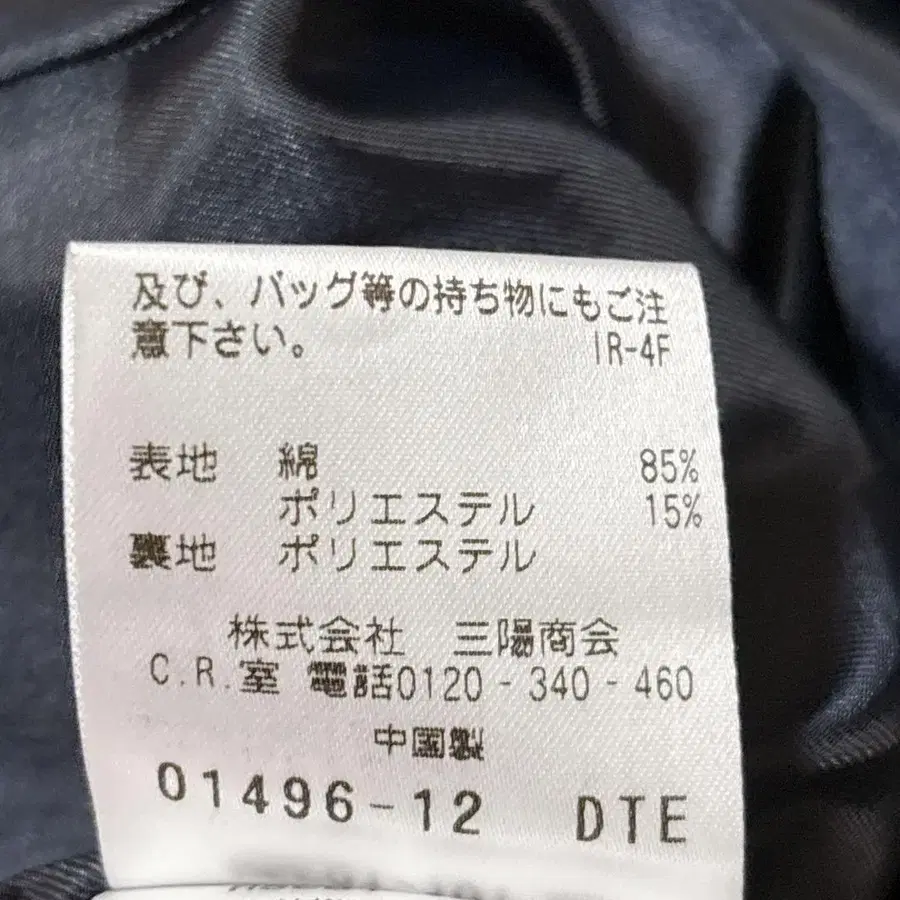 及び、バッグ等の持ち物にもご注
意下さい。 IR-4F
表地 綿 85%
ポリエステル 15%
裏地 ポリエステル
株式会社 三陽商会
C.R.室 電話0120-340-460
中国製
01496-12 DTE